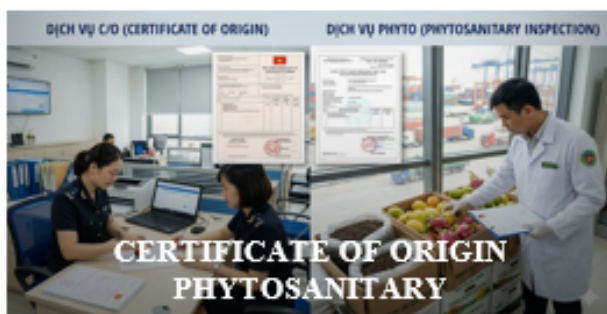 DỊCH VỤ C/O (CERTIFICATE OF ORIGIN)
DỊCH VỤ PHYTO (PHYTOSANITARY INSPECTION)
CERTIFICATE OF ORIGIN
PHYTOSANITARY